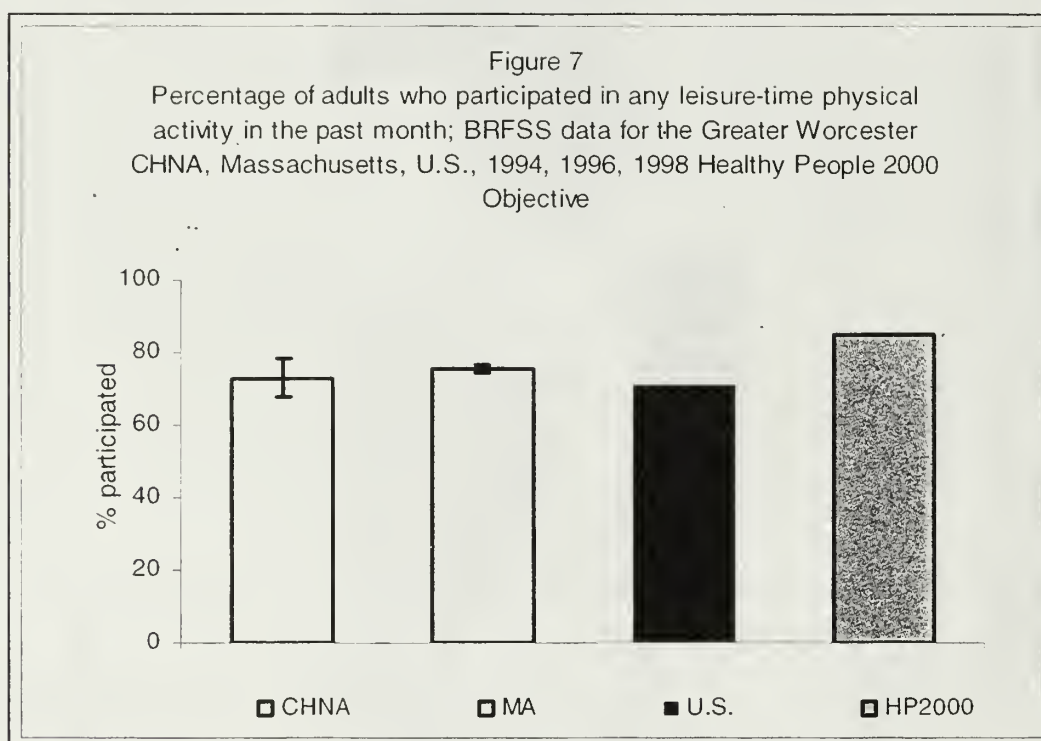 Figure 7
Percentage of adults who participated in any leisure-time physical
activity in the past month; BRFSS data for the Greater Worcester
CHNA, Massachusetts, U.S., 1994, 1996, 1998 Healthy People 2000
Objective
100
80
60
40
20
0
% participated
CHNA MA U.S. HP2000